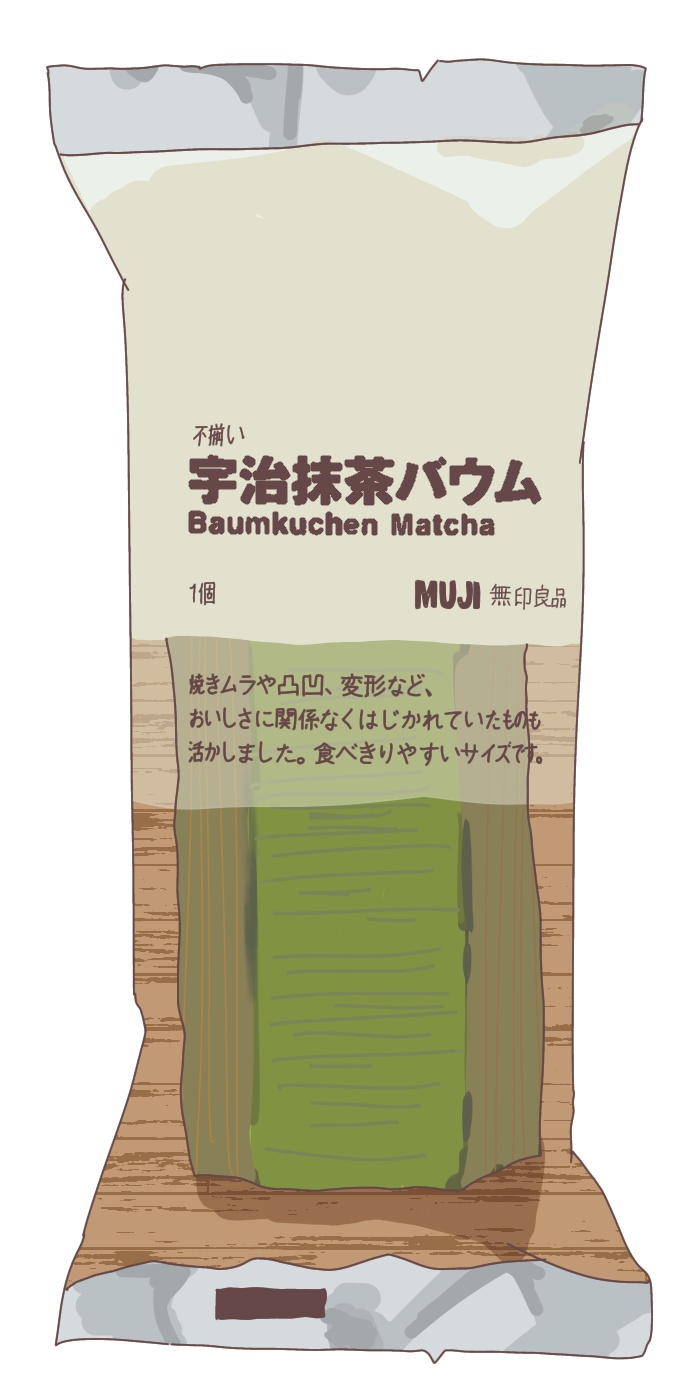 不揃い
宇治抹茶バウム
Baumkuchen Matcha
1個
MUJI 無印良品
焼きムラや凸凹、変形など、
おいしさに関係なくはじかれていたものも
活かしました。食べきりやすいサイズです。